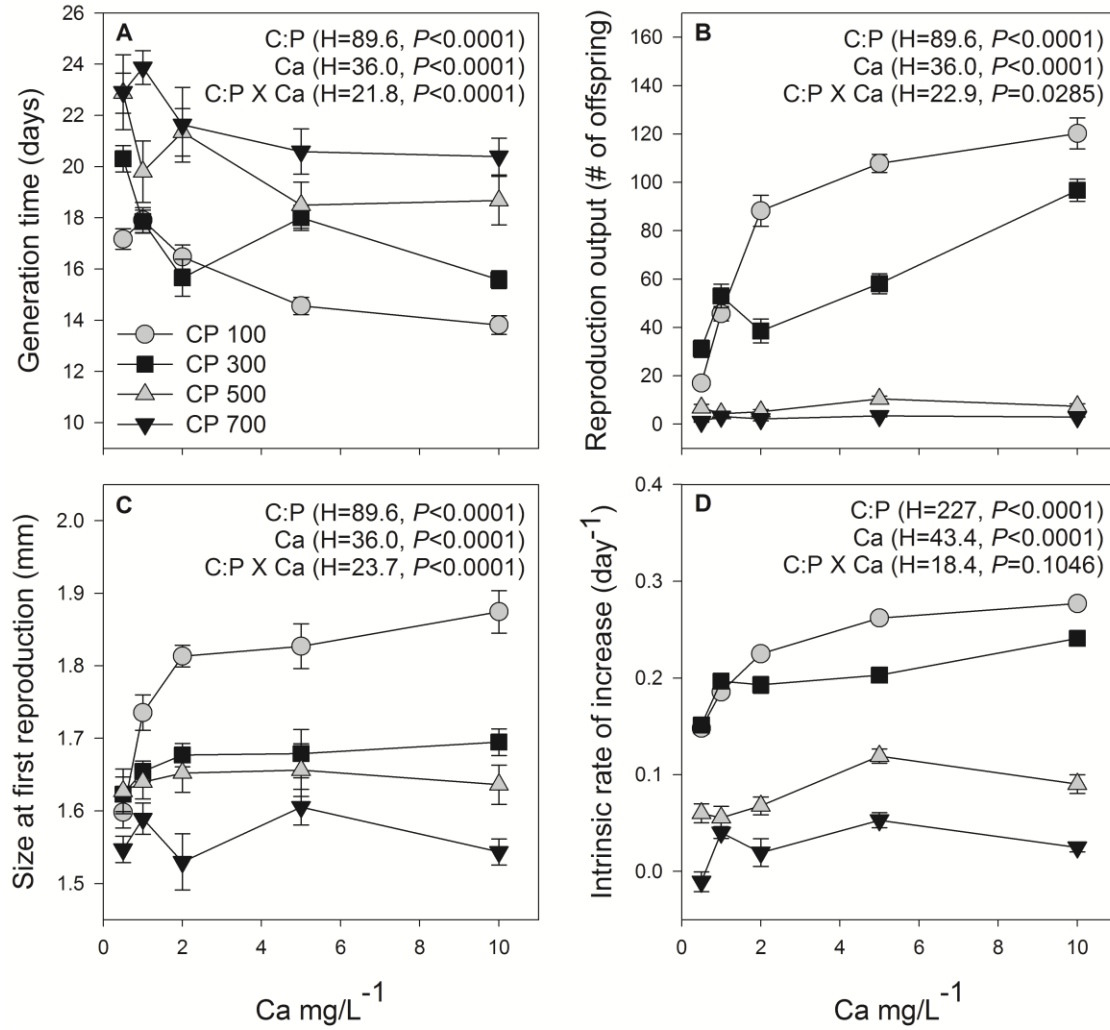 A
C:P (H=89.6, P<0.0001)
Ca (H=36.0, P<0.0001)
C:P X Ca (H=21.8, P<0.0001)
Generation time (days)
26
24
22
20
18
16
14
12
10
CP 100
CP 300
CP 500
CP 700
B
C:P (H=89.6, P<0.0001)
Ca (H=36.0, P<0.0001)
C:P X Ca (H=22.9, P=0.0285)
Reproduction output (# of offspring)
160
140
120
100
80
60
40
20
0
C
C:P (H=89.6, P<0.0001)
Ca (H=36.0, P<0.0001)
C:P X Ca (H=23.7, P<0.0001)
Size at first reproduction (mm)
2.0
1.9
1.8
1.7
1.6
1.5
0 2 4 6 8 10
Ca mg/L⁻¹
D
C:P (H=227, P<0.0001)
Ca (H=43.4, P<0.0001)
C:P X Ca (H=18.4, P=0.1046)
Intrinsic rate of increase (day⁻¹)
0.4
0.3
0.2
0.1
0.0
0 2 4 6 8 10
Ca mg/L⁻¹